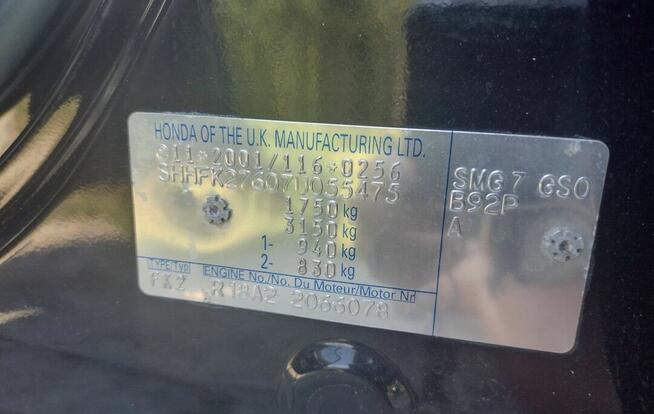 HONDA OF THE U.K. MANUFACTURING LTD.
e11*2001/116*0256
SHHFK27607U055475
1750 kg
3150 kg
1- 940 kg
2- 830 kg
TYPE/TYP ENGINE No./No. Du Moteur/Motor Nr
FK2 R18A2 2066078
SMG 7 GSO
B92P
A